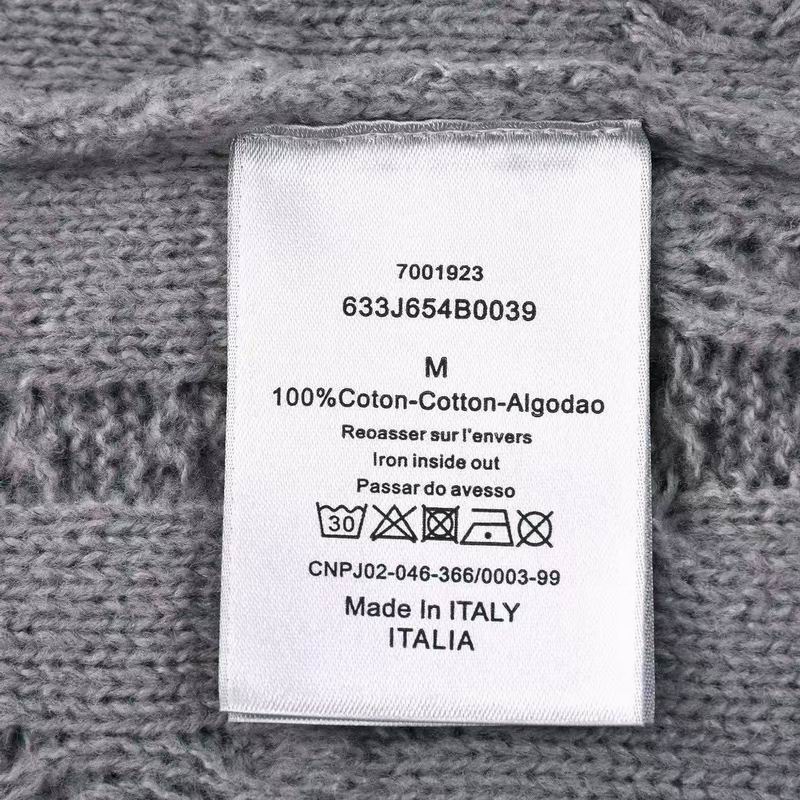 7001923
633J654B0039
M
100%Coton-Cotton-Algodao
Reoasser sur l'envers
Iron inside out
Passar do avesso
30
CNPJ02-046-366/0003-99
Made In ITALY
ITALIA